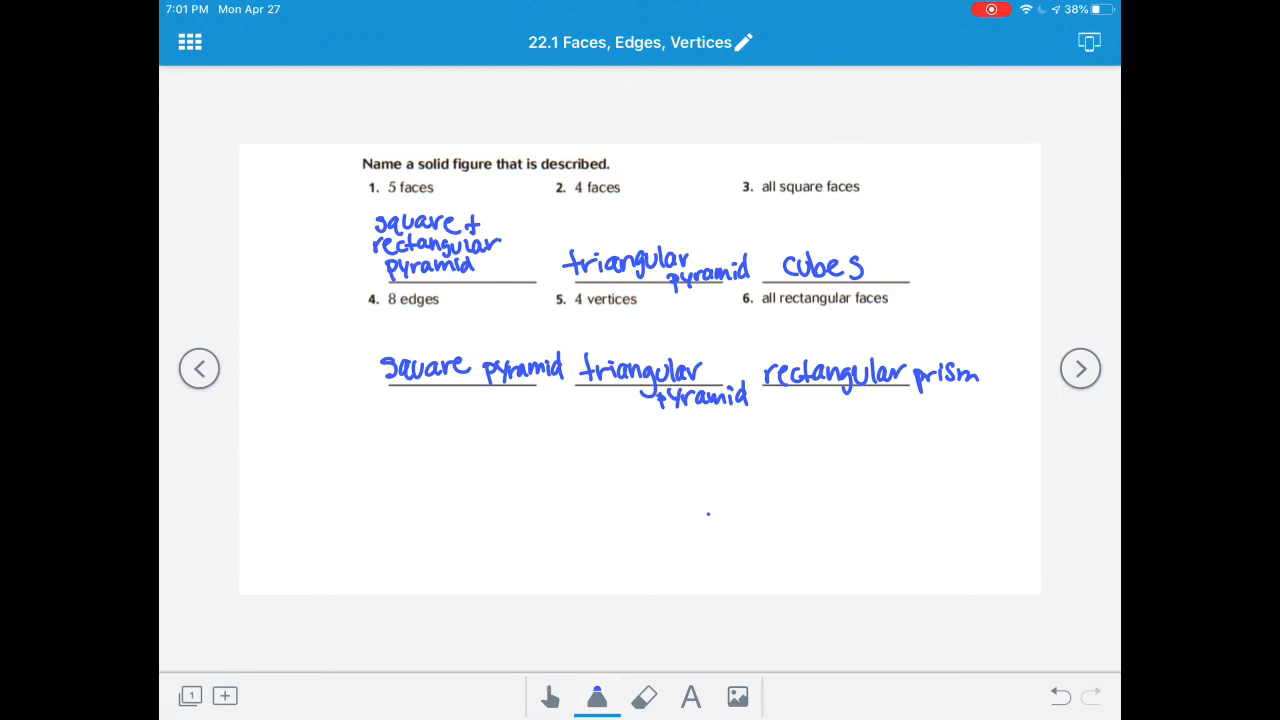 7:01 PM Mon Apr 27
38%
22.1 Faces, Edges, Vertices
Name a solid figure that is described.
1. 5 faces
2. 4 faces
3. all square faces
square +
rectangular
pyramid
triangular
pyramid
cubes
4. 8 edges
5. 4 vertices
6. all rectangular faces
square pyramid
triangular
pyramid
rectangular prism
1
A